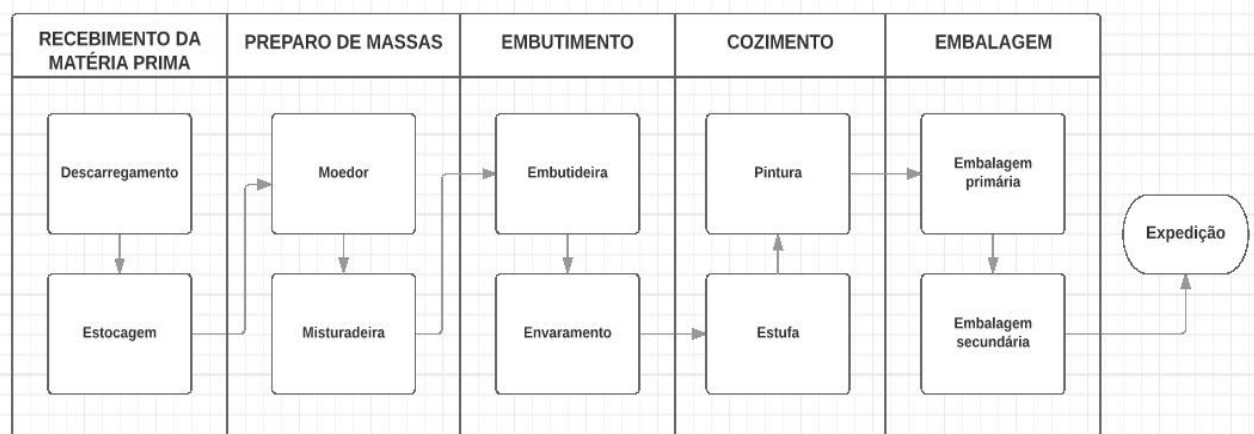 RECEBIMENTO DA
MATÉRIA PRIMA
PREPARO DE MASSAS
EMBUTIMENTO
COZIMENTO
EMBALAGEM
Descarregamento
Estocagem
Moedor
Misturadeira
Embutideira
Envaramento
Pintura
Estufa
Embalagem
primária
Embalagem
secundária
Expedição